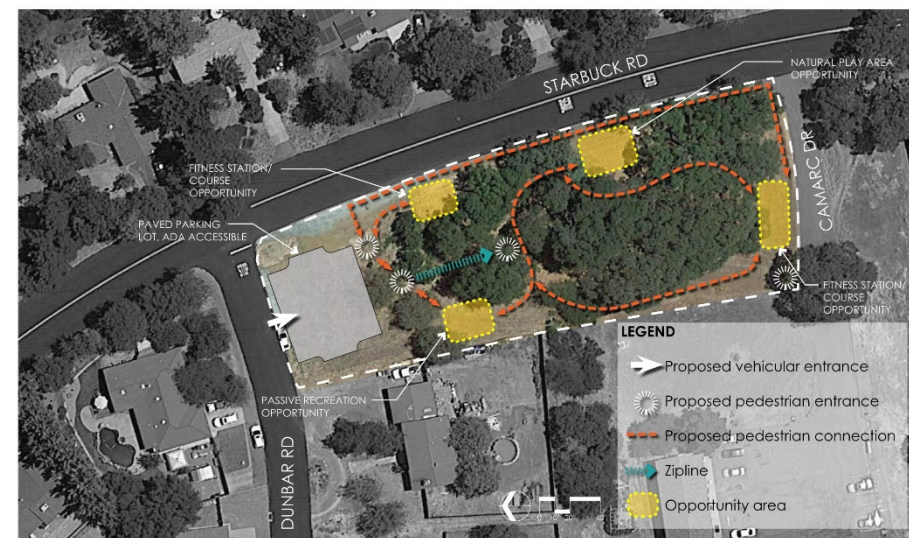 STARBUCK RD
NATURAL PLAY AREA
OPPORTUNITY
CAMARC DR
FITNESS STATION/
COURSE
OPPORTUNITY
PAVED PARKING
LOT, ADA ACCESSIBLE
FITNESS STATION/
COURSE
OPPORTUNITY
PASSIVE RECREATION
OPPORTUNITY
DUNBAR RD
LEGEND
Proposed vehicular entrance
Proposed pedestrian entrance
Proposed pedestrian connection
Zipline
Opportunity area